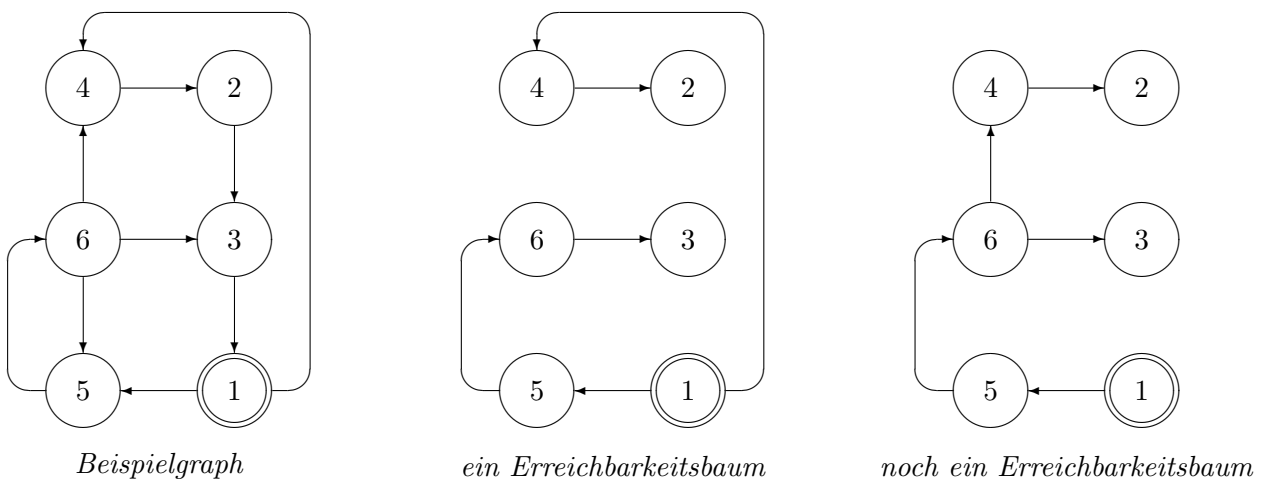 4 2 4 2 4 2
6 3 6 3 6 3
5 1 5 1 5 1
Beispielgraph ein Erreichbarkeitsbaum noch ein Erreichbarkeitsbaum